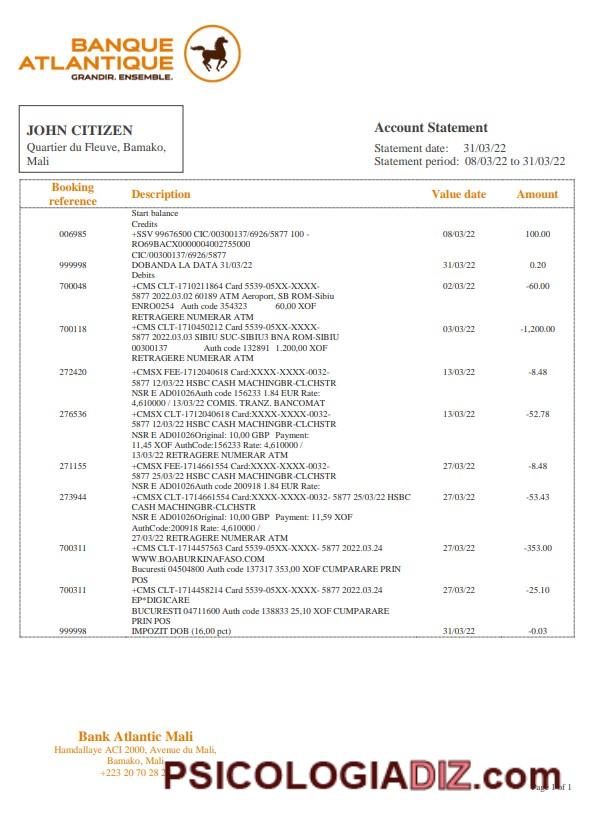 BANQUE
ATLANTIQUE
GRANDIR. ENSEMBLE.
JOHN CITIZEN
Quartier du Fleuve, Bamako,
Mali
Account Statement
Statement date: 31/03/22
Statement period: 08/03/22 to 31/03/22
Booking reference Description Value date Amount
Start balance
Credits
006985 +SSV 99676500 CIC/00300137/6926/5877 100 - 08/03/22 100.00
RO69BACX0000004002755000
CIC/00300137/6926/5877
999998 DOBANDA LA DATA 31/03/22 31/03/22 0.20
Debits
700048 +CMS CLT-1710211864 Card 5539-05XX-XXXX- 02/03/22 -60.00
5877 2022.03.02 60189 ATM Aeroport, SB ROM-Sibiu
ENRO0254 Auth code 354323 60,00 XOF
RETRAGERE NUMERAR ATM
700118 +CMS CLT-1710450212 Card 5539-05XX-XXXX- 03/03/22 -1,200.00
5877 2022.03.03 SIBIU SUC-SIBIU3 BNA ROM-SIBIU
00300137 Auth code 132891 1.200,00 XOF
RETRAGERE NUMERAR ATM
272420 +CMSX FEE-1712040618 Card:XXXX-XXXX-0032- 13/03/22 -8.48
5877 12/03/22 HSBC CASH MACHINGBR-CLCHSTR
NSR E AD01026Auth code 156233 1.84 EUR Rate:
4,610000 / 13/03/22 COMIS. TRANZ. BANCOMAT
276536 +CMSX CLT-1712040618 Card:XXXX-XXXX-0032- 13/03/22 -52.78
5877 12/03/22 HSBC CASH MACHINGBR-CLCHSTR
NSR E AD01026Original: 10,00 GBP Payment:
11,45 XOF AuthCode:156233 Rate: 4,610000 /
13/03/22 RETRAGERE NUMERAR ATM
271155 +CMSX FEE-1714661554 Card:XXXX-XXXX-0032- 27/03/22 -8.48
5877 25/03/22 HSBC CASH MACHINGBR-CLCHSTR
NSR E AD01026Auth code 200918 1.84 EUR Rate:
273944 +CMSX CLT-1714661554 Card:XXXX-XXXX-0032- 5877 25/03/22 HSBC 27/03/22 -53.43
CASH MACHINGBR-CLCHSTR
NSR E AD01026Original: 10,00 GBP Payment: 11,59 XOF
AuthCode:200918 Rate: 4,610000 /
27/03/22 RETRAGERE NUMERAR ATM
700311 +CMS CLT-1714457563 Card 5539-05XX-XXXX- 5877 2022.03.24 27/03/22 -353.00
WWW.BOABURKINAFASO.COM
Bucuresti 04504800 Auth code 137317 353,00 XOF CUMPARARE PRIN
POS
700311 +CMS CLT-1714458214 Card 5539-05XX-XXXX- 5877 2022.03.24 27/03/22 -25.10
EP*DIGICARE
BUCURESTI 04711600 Auth code 138833 25,10 XOF CUMPARARE
PRIN POS
999998 IMPOZIT DOB (16,00 pct) 31/03/22 -0.03
Bank Atlantic Mali
Hamdallaye ACI 2000, Avenue du Mali,
Bamako, Mali
+223 20 70 28
PSICOLOGIADIZ.com
Page 1 of 1